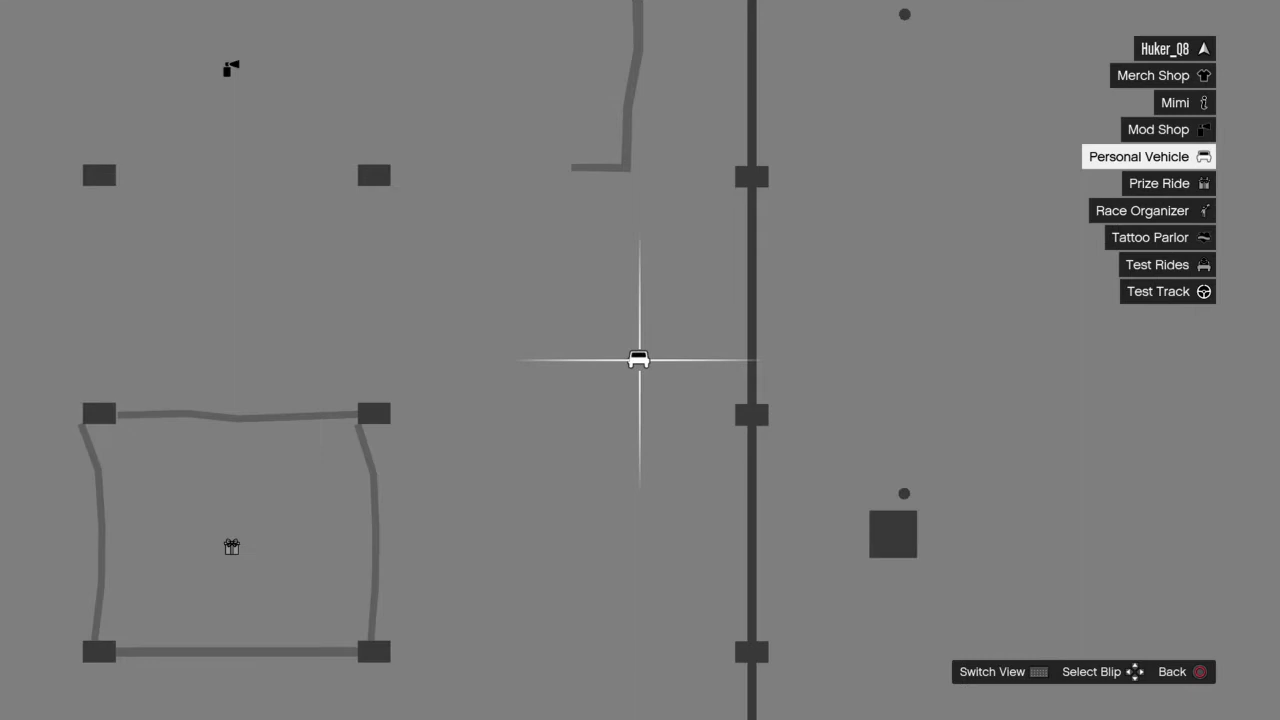 Huker_Q8
Merch Shop
Mimi
Mod Shop
Personal Vehicle
Prize Ride
Race Organizer
Tattoo Parlor
Test Rides
Test Track
Switch View Select Blip Back